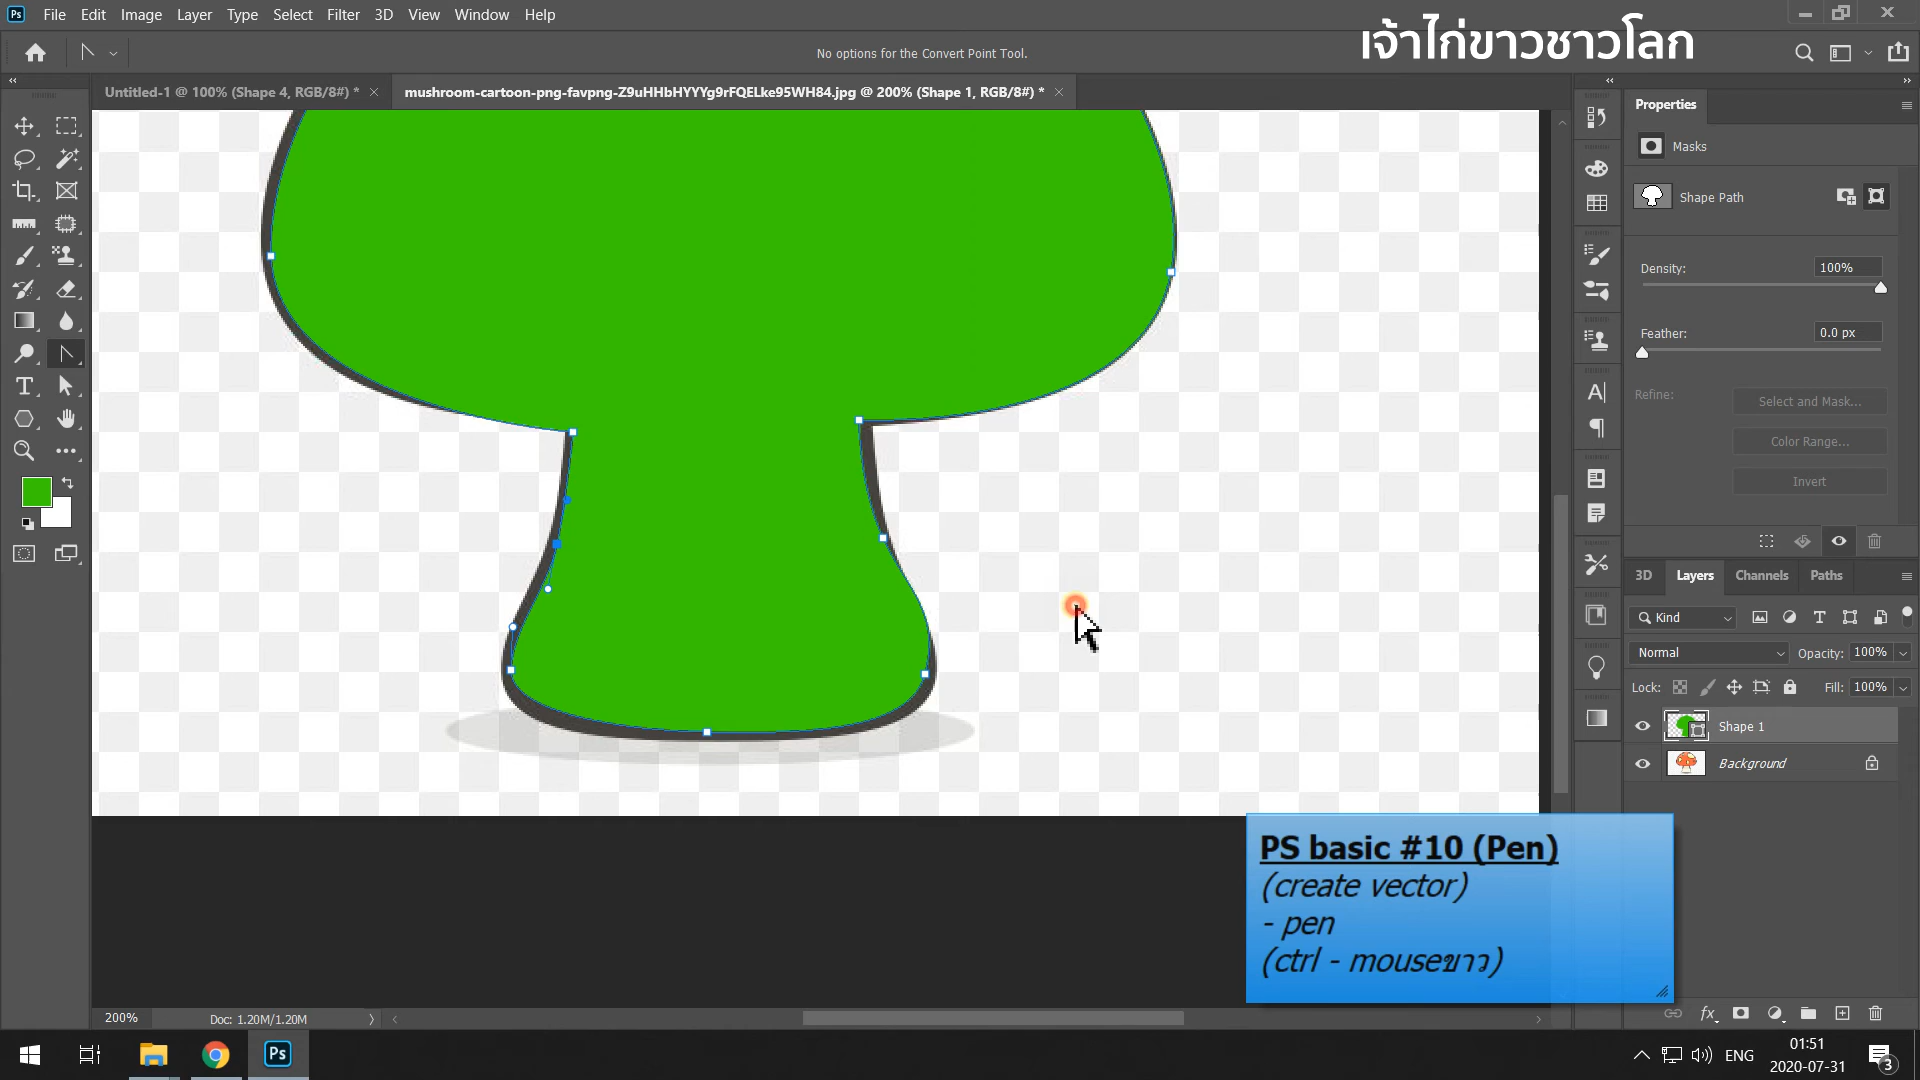 File Edit Image Layer Type Select Filter 3D View Window Help
เจ้าไก่ขาวชาวโลก
No options for the Convert Point Tool.
Untitled-1 @ 100% (Shape 4, RGB/8#) *
mushroom-cartoon-png-favpng-Z9uHHbHYYYg9rFQELke95WH84.jpg @ 200% (Shape 1, RGB/8#) *
Properties
Masks
Shape Path
Density: 100%
Feather: 0.0 px
Refine: Select and Mask...
Color Range...
Invert
3D Layers Channels Paths
Kind
Normal Opacity: 100%
Lock: Fill: 100%
Shape 1
Background
PS basic #10 (Pen)
(create vector)
- pen
(ctrl - mouseขาว)
200% Doc: 1.20M/1.20M
ENG
01:51
2020-07-31
3